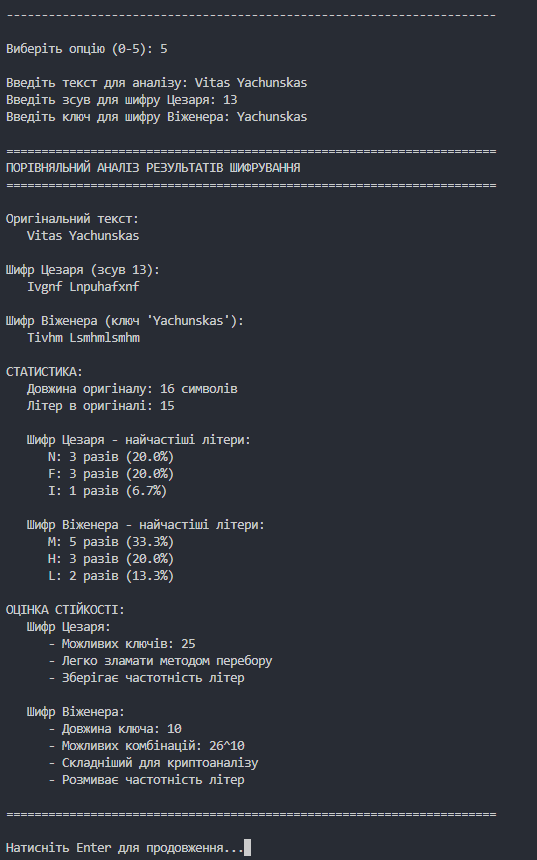 ----------------------------------------------------------------------
Виберіть опцію (0-5): 5
Введіть текст для аналізу: Vitas Yachunskas
Введіть зсув для шифру Цезаря: 13
Введіть ключ для шифру Віженера: Yachunskas
======================================================================
ПОРІВНЯЛЬНИЙ АНАЛІЗ РЕЗУЛЬТАТІВ ШИФРУВАННЯ
======================================================================
Оригінальний текст:
Vitas Yachunskas
Шифр Цезаря (зсув 13):
Ivgnf Lnpuhafxnf
Шифр Віженера (ключ 'Yachunskas'):
Tivhm Lsmhmlsmhm
СТАТИСТИКА:
Довжина оригіналу: 16 символів
Літер в оригіналі: 15
Шифр Цезаря - найчастіші літери:
N: 3 разів (20.0%)
F: 3 разів (20.0%)
I: 1 разів (6.7%)
Шифр Віженера - найчастіші літери:
M: 5 разів (33.3%)
H: 3 разів (20.0%)
L: 2 разів (13.3%)
ОЦІНКА СТІЙКОСТІ:
Шифр Цезаря:
- Можливих ключів: 25
- Легко зламати методом перебору
- Зберігає частотність літер
Шифр Віженера:
- Довжина ключа: 10
- Можливих комбінацій: 26^10
- Складніший для криптоаналізу
- Розмиває частотність літер
======================================================================
Натисніть Enter для продовження...